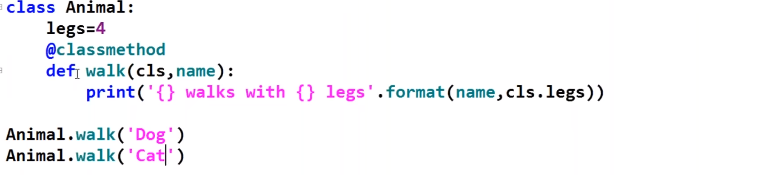 class Animal:
    legs=4
    @classmethod
    def walk(cls,name):
        print('{} walks with {} legs'.format(name,cls.legs))
Animal.walk('Dog')
Animal.walk('Cat')